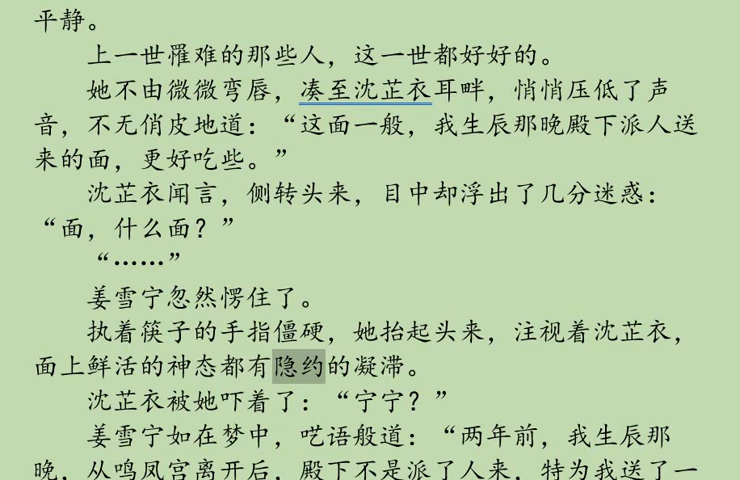 平静。
上一世罹难的那些人，这一世都好好的。
她不由微微弯唇，凑至沈芷衣耳畔，悄悄压低了声
音，不无俏皮地道：“这面一般，我生辰那晚殿下派人送
来的面，更好吃些。”
沈芷衣闻言，侧转头来，目中却浮出了几分迷惑：
“面，什么面？”
“……”
姜雪宁忽然愣住了。
执着筷子的手指僵硬，她抬起头来，注视着沈芷衣，
面上鲜活的神态都有隐约的凝滞。
沈芷衣被她吓着了：“宁宁？”
姜雪宁如在梦中，呓语般道：“两年前，我生辰那
晚，从鸣凤宫离开后，殿下不是派了人来，特为我送了一